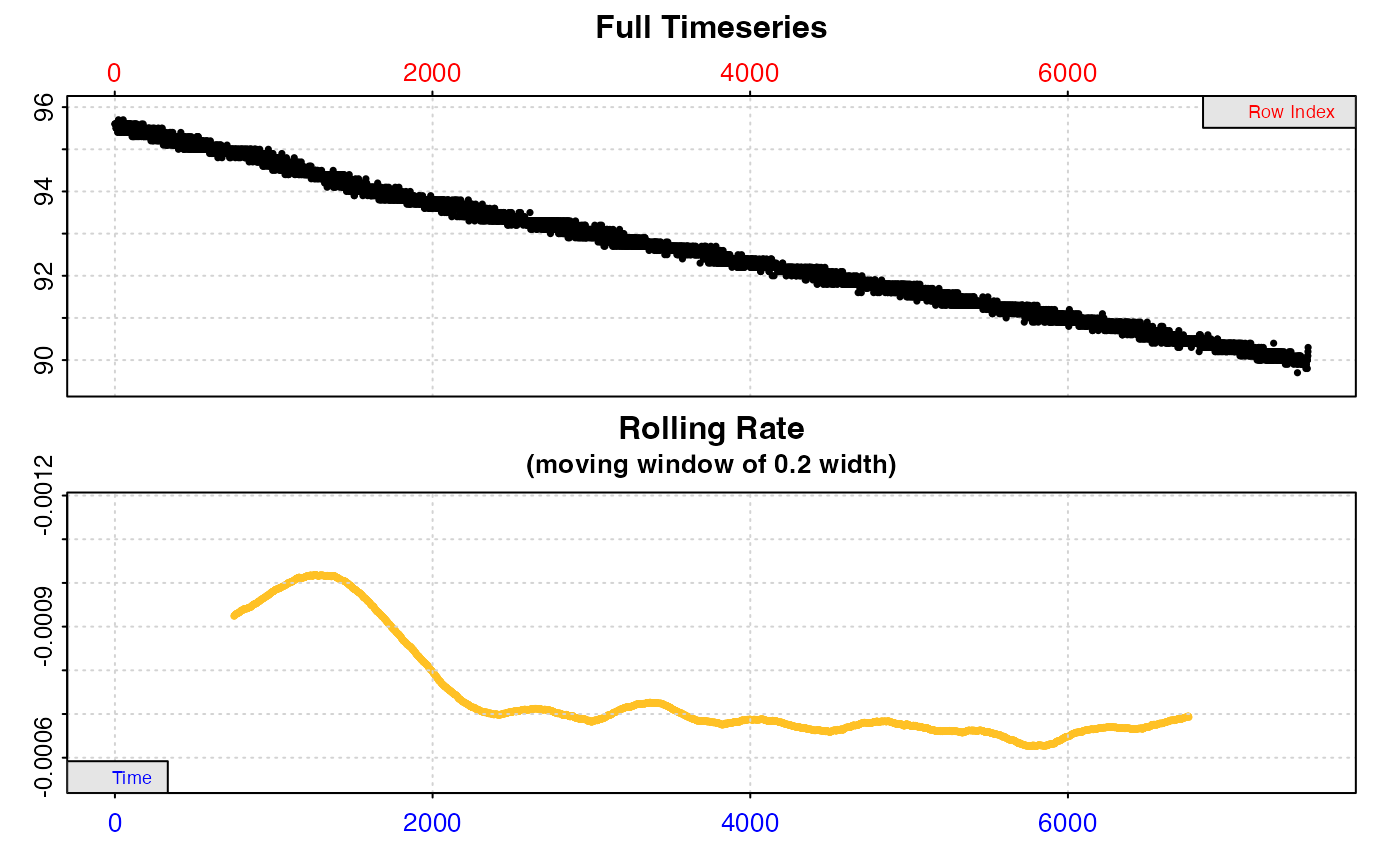 Full Timeseries
0 2000 4000 6000
Row Index
96
94
92
90
Rolling Rate
(moving window of 0.2 width)
-0.0012
-0.0009
-0.0006
Time
0 2000 4000 6000